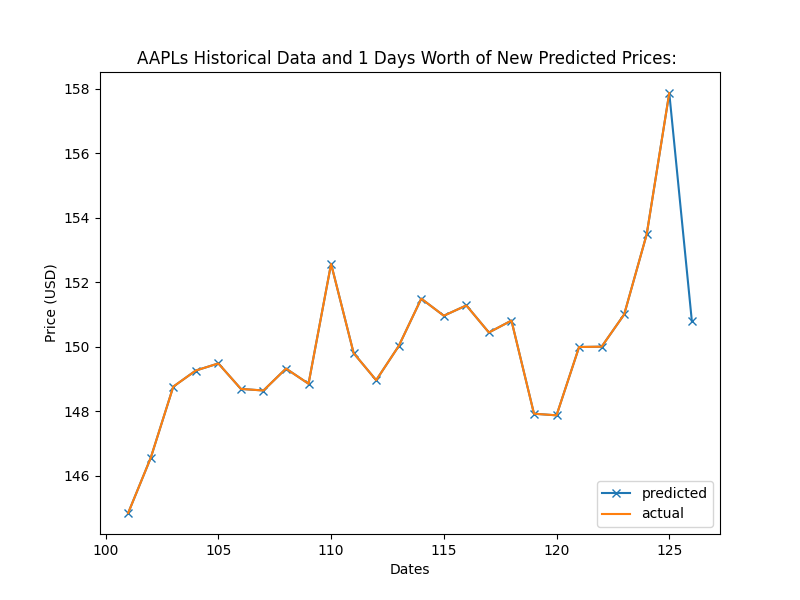 AAPLs Historical Data and 1 Days Worth of New Predicted Prices:
158
156
154
152
150
148
146
Price (USD)
predicted
actual
100 105 110 115 120 125
Dates